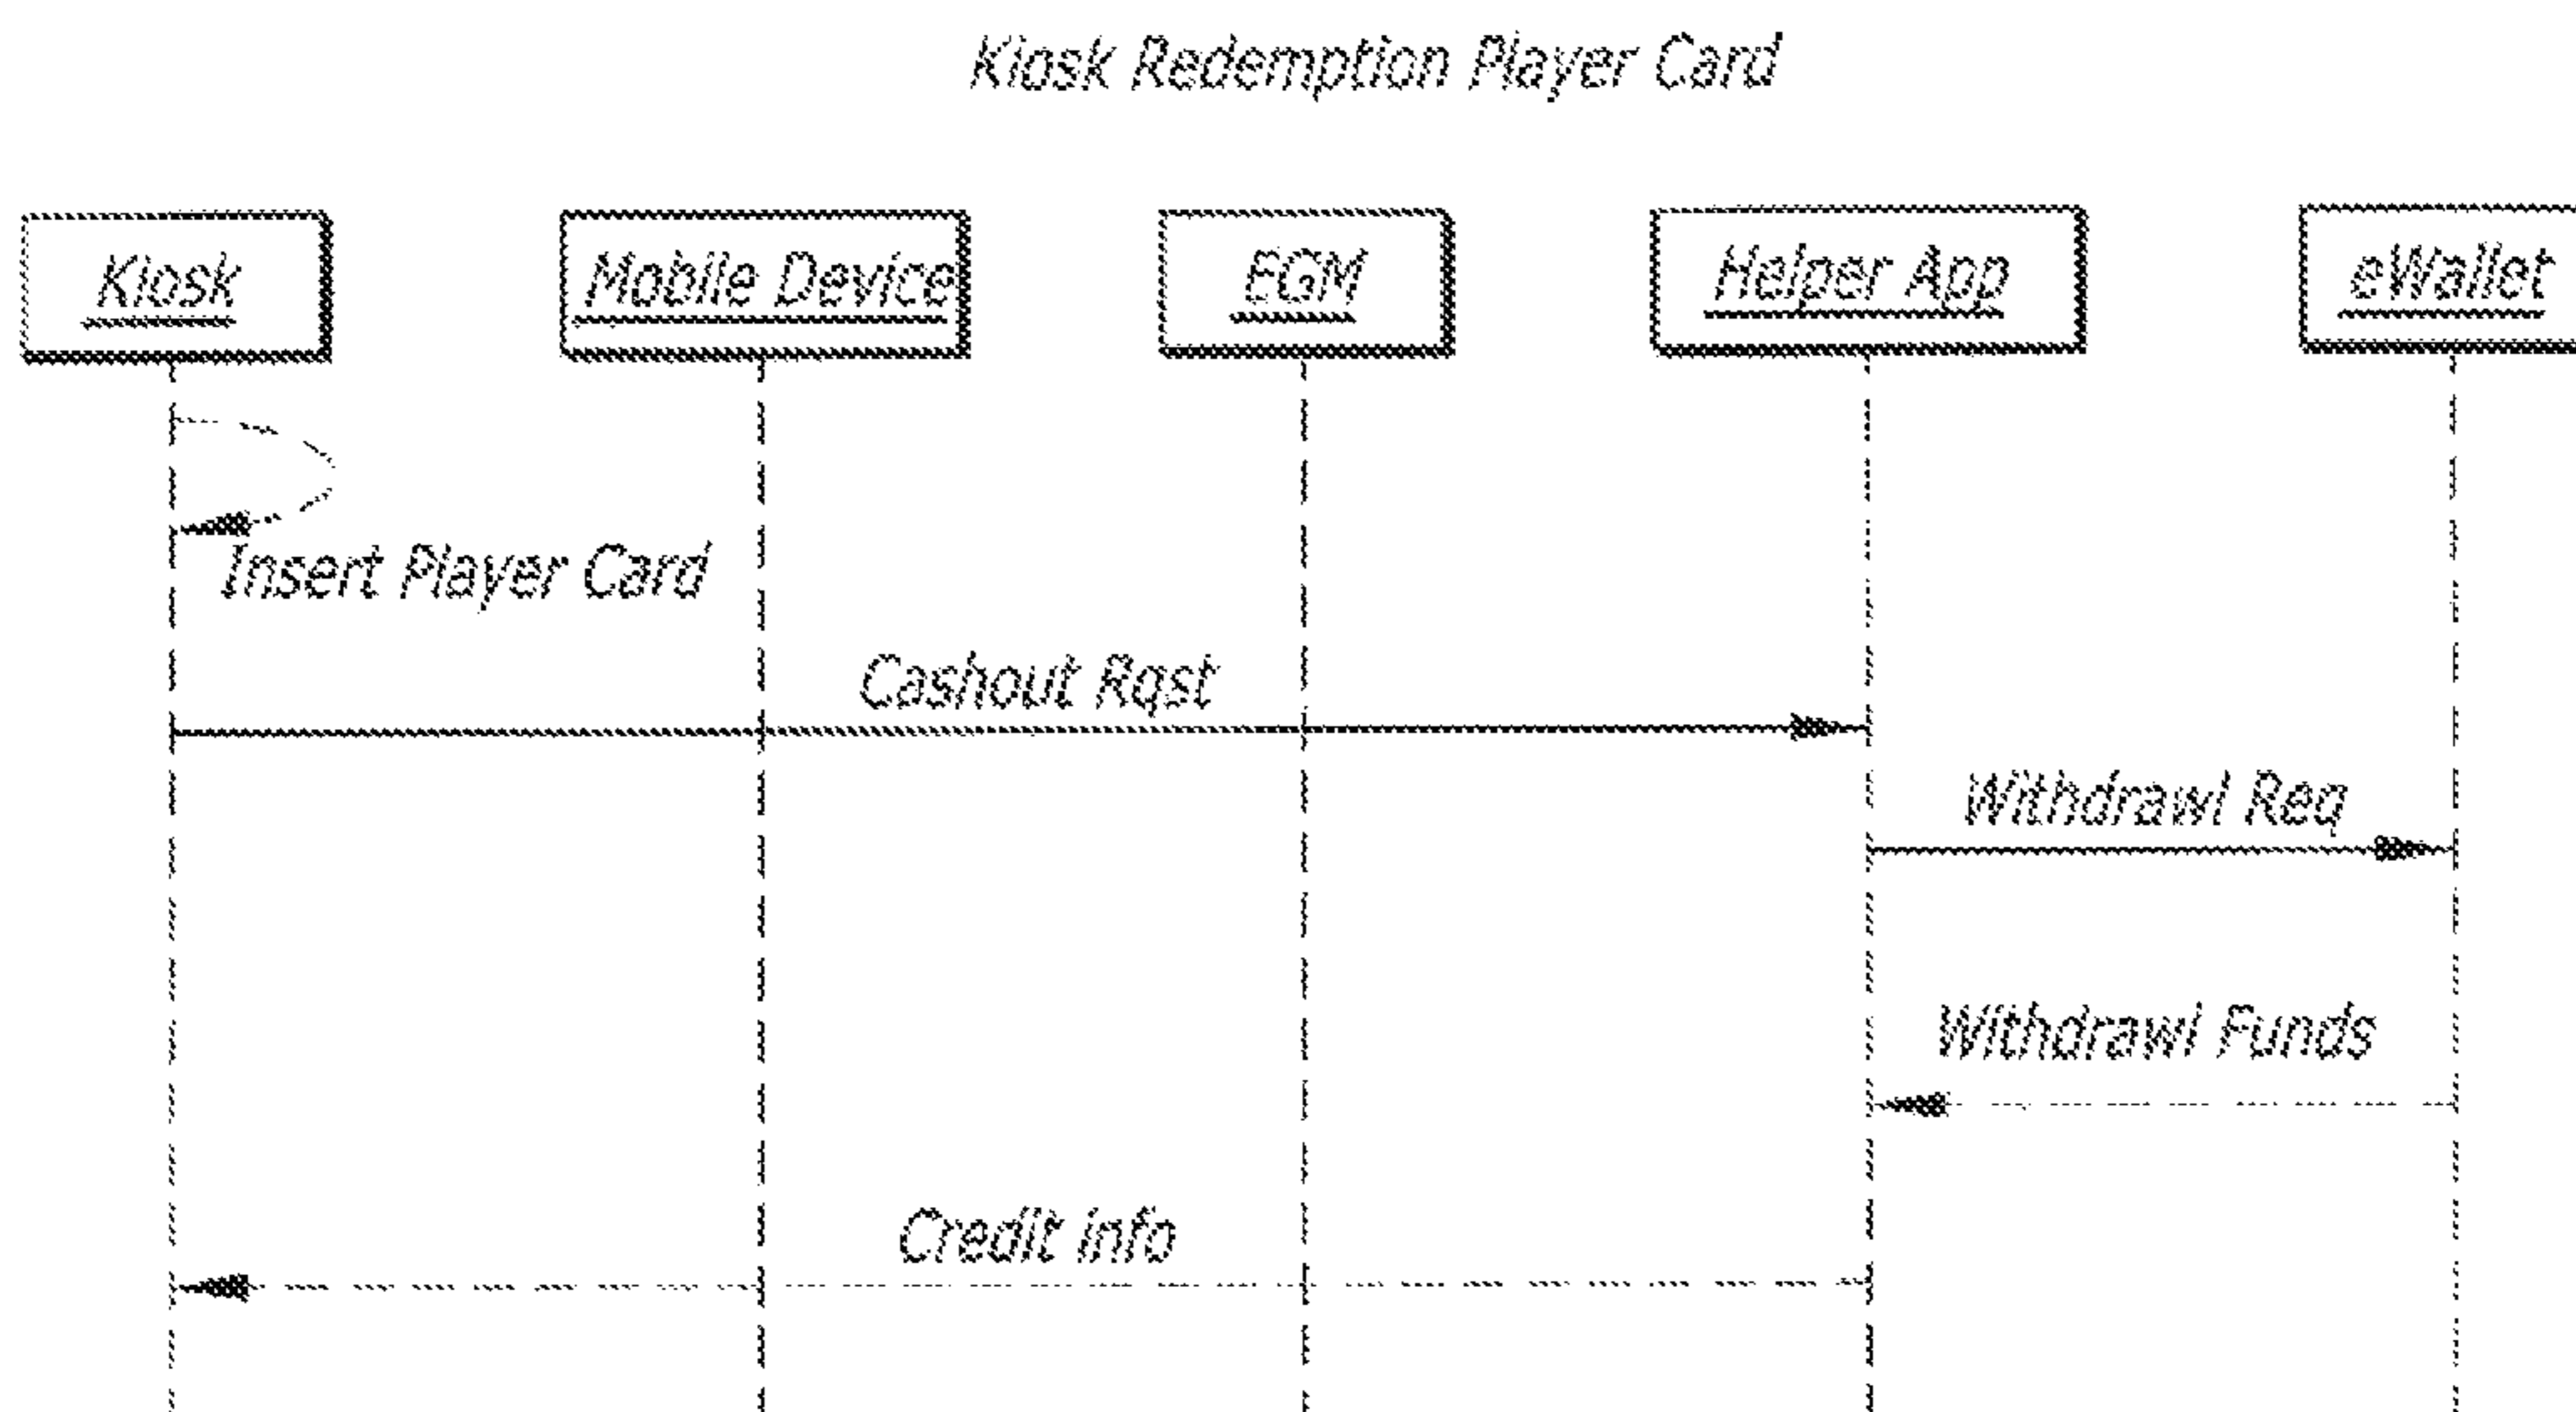 Kiosk Redemption Player Card
Kiosk
Mobile Device
EGM
Helper App
eWallet
Insert Player Card
Cashout Rqst
Withdrawl Req
Withdrawl Funds
Credit info